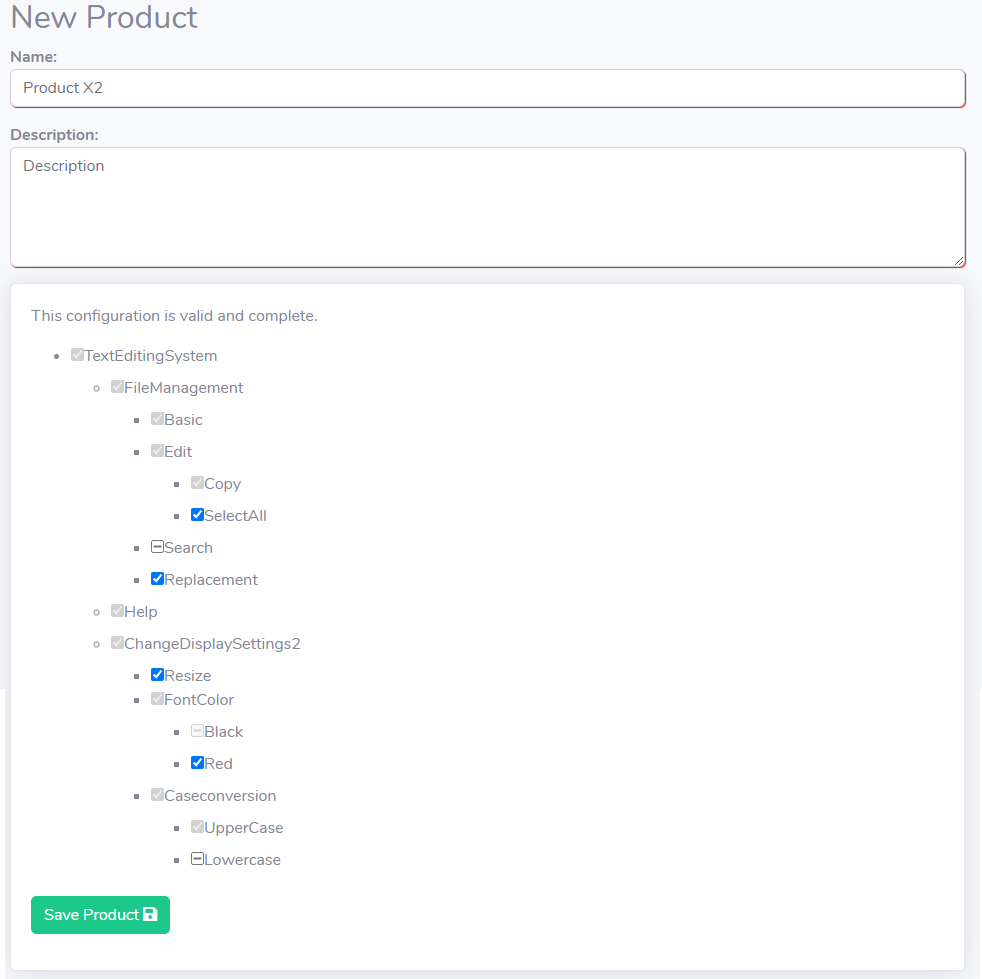 New Product
Name:
Product X2
Description:
Description
This configuration is valid and complete.
TextEditingSystem
FileManagement
Basic
Edit
Copy
SelectAll
Search
Replacement
Help
ChangeDisplaySettings2
Resize
FontColor
Black
Red
Caseconversion
UpperCase
Lowercase
Save Product